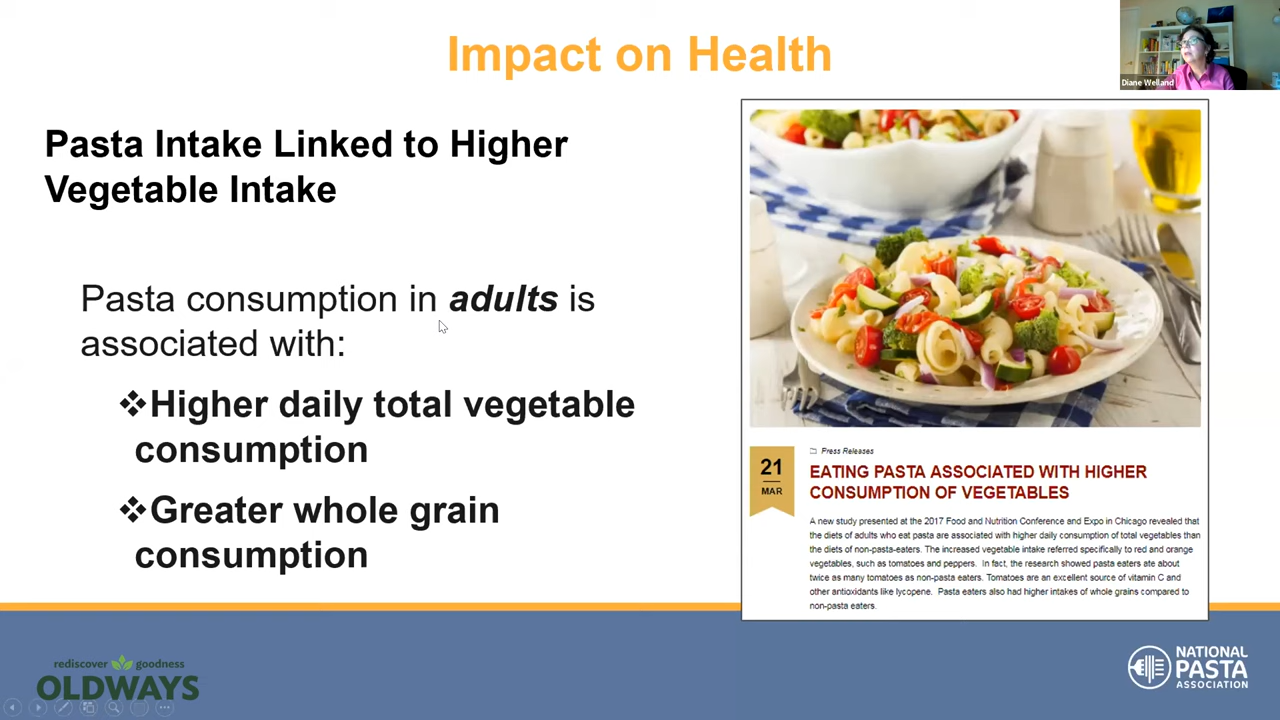 Impact on Health
Diane Welland
Pasta Intake Linked to Higher
Vegetable Intake
Pasta consumption in adults is
associated with:
❖Higher daily total vegetable
consumption
❖Greater whole grain
consumption
21
MAR
Press Releases
EATING PASTA ASSOCIATED WITH HIGHER
CONSUMPTION OF VEGETABLES
A new study presented at the 2017 Food and Nutrition Conference and Expo in Chicago revealed that
the diets of adults who eat pasta are associated with higher daily consumption of total vegetables than
the diets of non-pasta-eaters. The increased vegetable intake referred specifically to red and orange
vegetables, such as tomatoes and peppers. In fact, the research showed pasta eaters ate about
twice as many tomatoes as non-pasta eaters. Tomatoes are an excellent source of vitamin C and
other antioxidants like lycopene. Pasta eaters also had higher intakes of whole grains compared to
non-pasta eaters.
rediscover goodness
OLDWAYS
NATIONAL
PASTA
ASSOCIATION